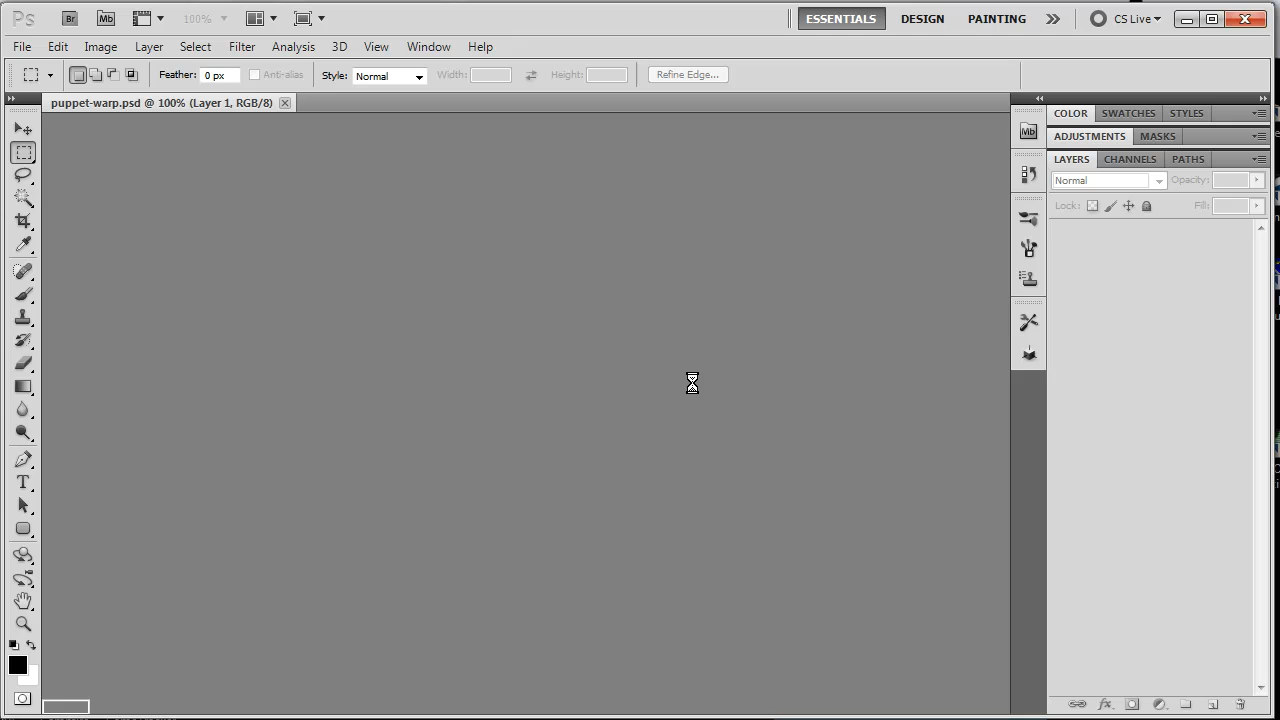 Ps Br Mb 100% ESSENTIALS DESIGN PAINTING CS Live
File Edit Image Layer Select Filter Analysis 3D View Window Help
Feather: 0 px Anti-alias Style: Normal Width: Height: Refine Edge...
puppet-warp.psd @ 100% (Layer 1, RGB/8)
COLOR SWATCHES STYLES
Mb
ADJUSTMENTS MASKS
LAYERS CHANNELS PATHS
Normal Opacity:
Lock: Fill:
T
fx